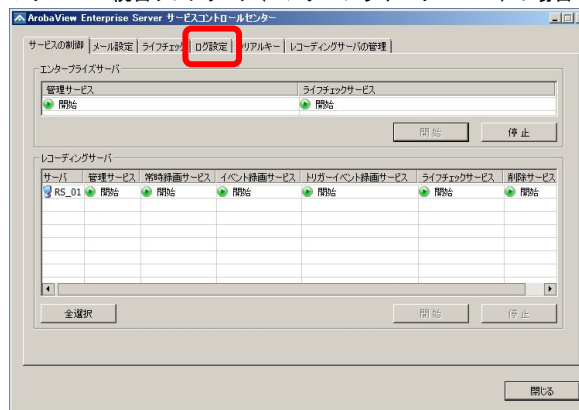 ArobaView Enterprise Server サービスコントロールセンター
サービスの制御 メール設定 ライフチェック ログ設定 リアルキー レコーディングサーバの管理
エンタープライズサーバ
管理サービス ライフチェックサービス
開始 開始
開始 停止
レコーディングサーバ
サーバ 管理サービス 常時録画サービス イベント録画サービス トリガーイベント録画サービス ライフチェックサービス 削除サービス
RS_01 開始 開始 開始 開始 開始 開始
全選択 開始 停止
閉じる